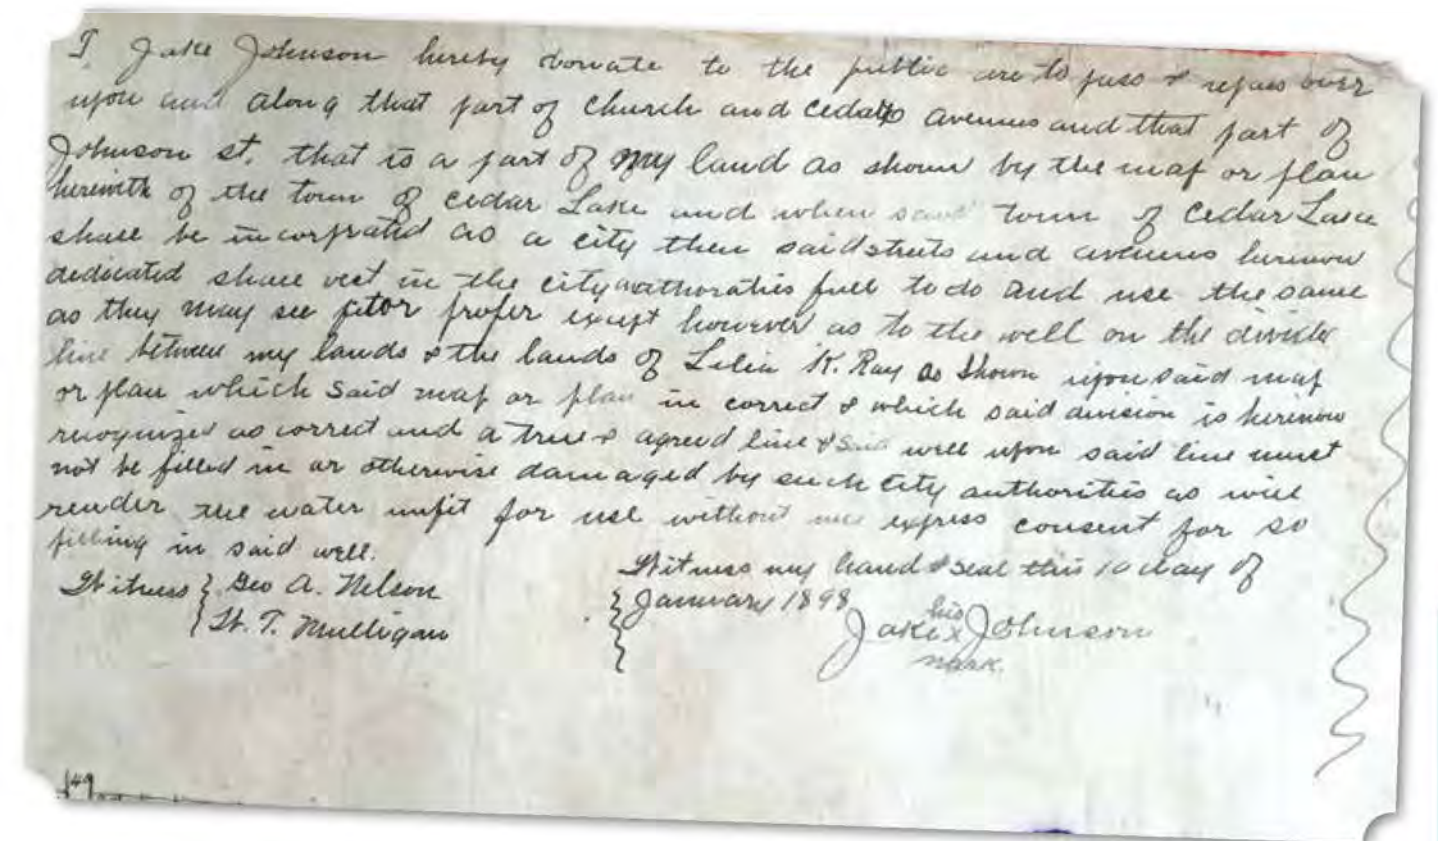 I, Jake Johnson hereby donate to the public use to pass & repass over
upon and along that part of Church and Cedar avenues and that part of
Johnson st. that is a part of my land as shown by the map or plan
herewith of the town of Cedar Lake and when said town of Cedar Lake
shall be incorprated as a city then said streets and avenues hereinon
dedicated shall vest in the city authoraties full to do and use the same
as they may see fit or proper except however as to the well on the
line between my lands & the lands of Lelia K. Ray as shown upon said map
or plan which said map or plan is correct & which said division is hereinow
recognized as correct and a true & agreed line & said well upon said line must
not be filled in or otherwise damaged by such City authorities as will
render the water unfit for use without my express consent for so
filling in said well.
Witness my hand & seal this 10 day of
January 1898
Witness } Geo A. Nelson
W. T. Mulligan
his
Jake x Johnson
mark.
149